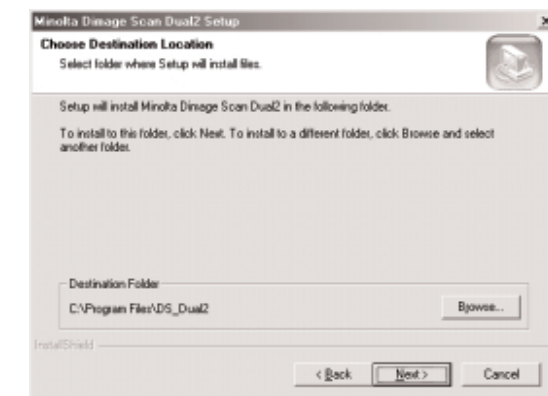 Minolta Dimage Scan Dual2 Setup
Choose Destination Location
Select folder where Setup will install files.
Setup will install Minolta Dimage Scan Dual2 in the following folder.
To install to this folder, click Next. To install to a different folder, click Browse and select
another folder.
Destination Folder
C:\Program Files\DS_Dual2
Browse...
InstallShield
< Back
Next >
Cancel